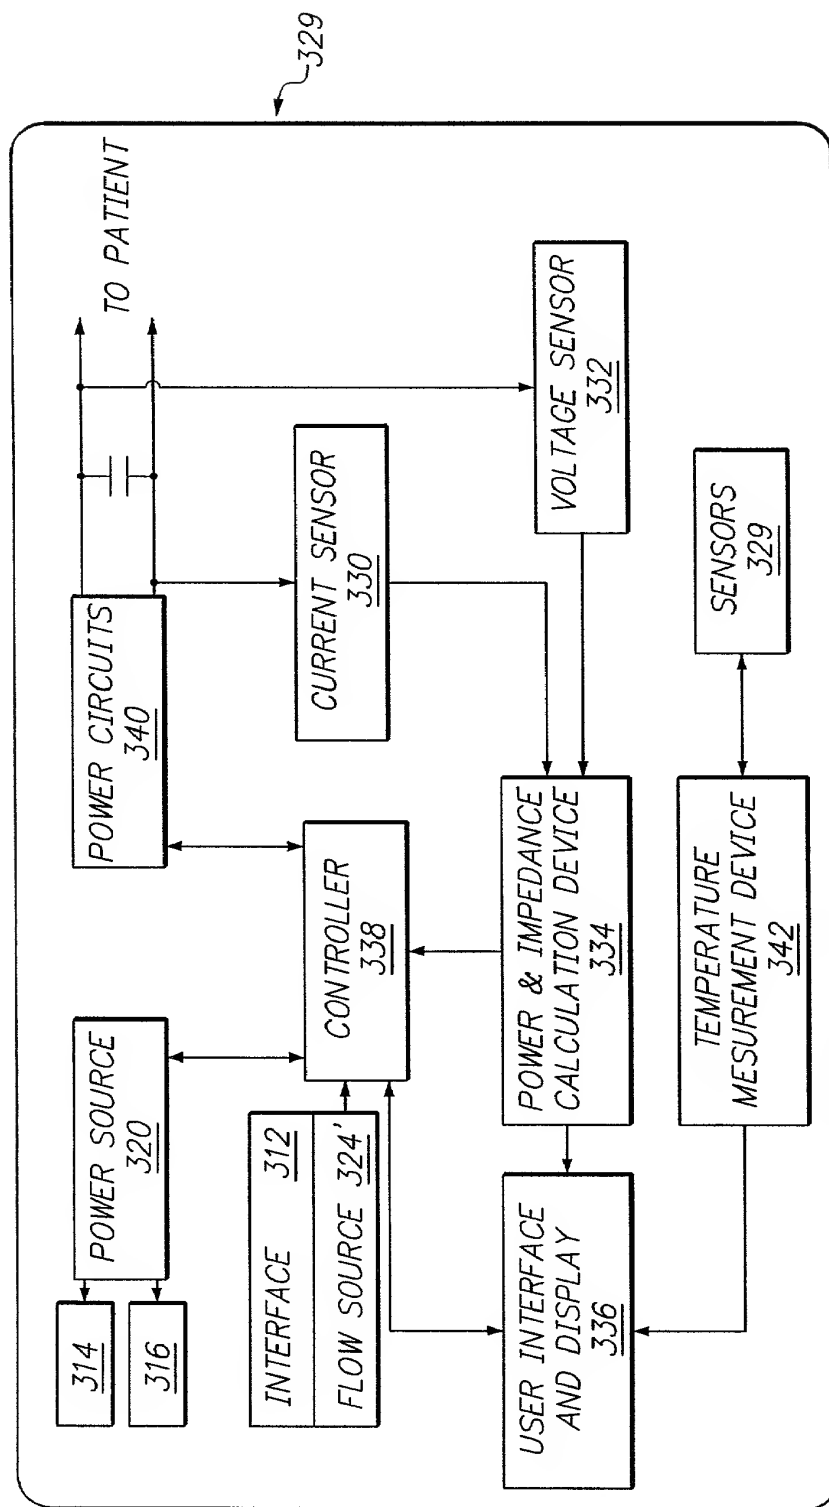 329
314
316
POWER SOURCE
320
POWER CIRCUITS
340
TO PATIENT
INTERFACE 312
FLOW SOURCE 324'
CONTROLLER
338
CURRENT SENSOR
330
USER INTERFACE
AND DISPLAY
336
POWER & IMPEDANCE
CALCULATION DEVICE
334
VOLTAGE SENSOR
332
TEMPERATURE
MESUREMENT DEVICE
342
SENSORS
329